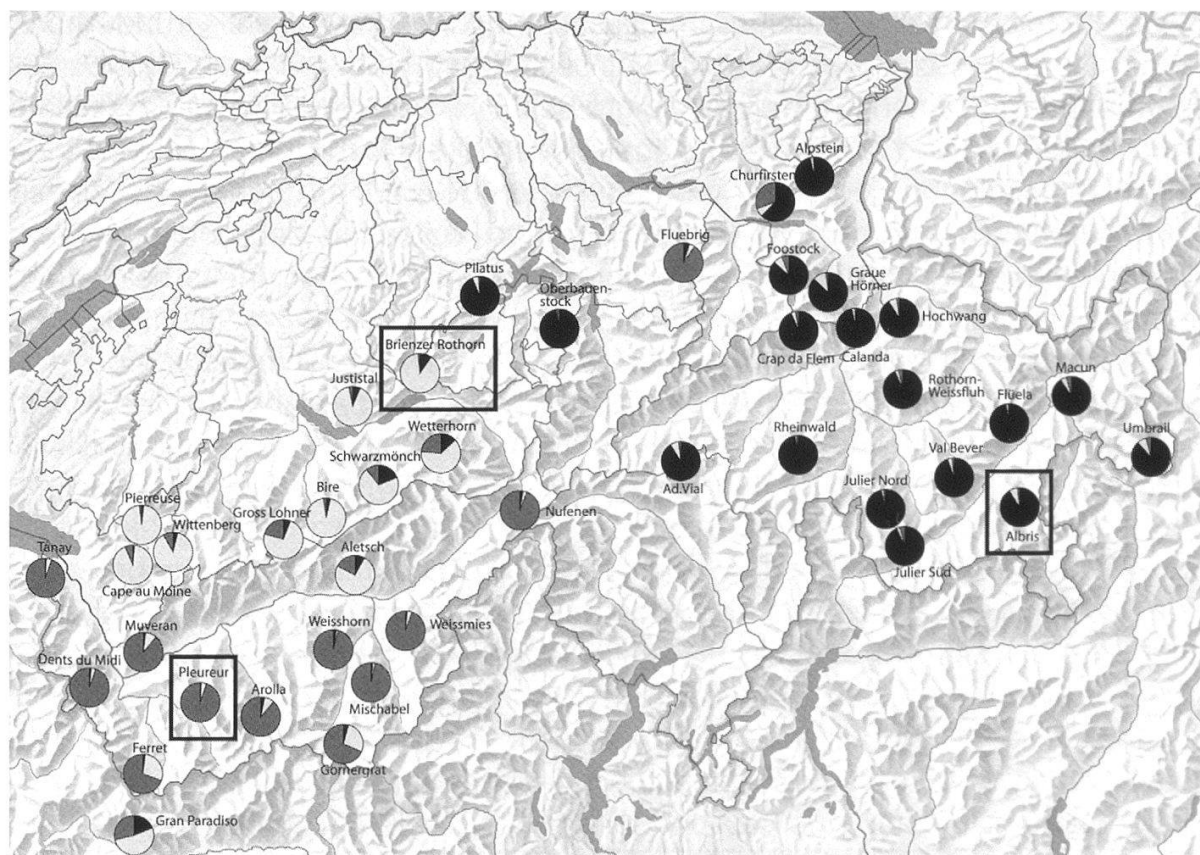 Alpstein
Churfirsten
Fluebrig
Foostock
Pilatus
Graue
Hörner
Oberbauen-
stock
Hochwang
Brienzer Rothorn
Crap da Flem
Calanda
Justistal
Rothorn-
Weissfluh
Macun
Flüela
Wetterhorn
Rheinwald
Umbrail
Schwarzmönch
Val Bever
Ad.Vial
Julier Nord
Bire
Pierreuse
Gross Lohner
Wittenberg
Nufenen
Albris
Tanay
Aletsch
Julier Süd
Cape au Moine
Muveran
Weisshorn
Weissmies
Dents du Midi
Pleureur
Arolla
Mischabel
Ferret
Gornergrat
Gran Paradiso